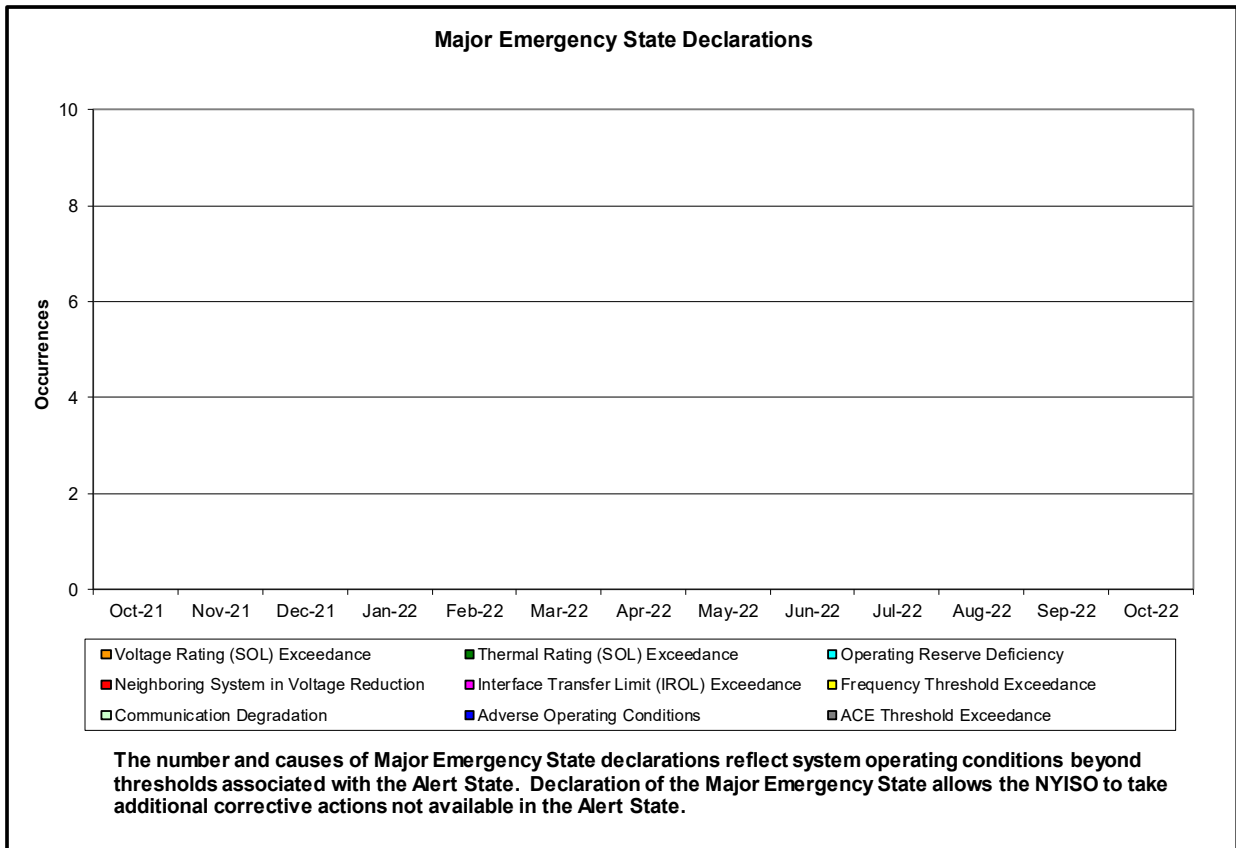 Major Emergency State Declarations
10
8
6
4
2
0
Occurrences
Oct-21 Nov-21 Dec-21 Jan-22 Feb-22 Mar-22 Apr-22 May-22 Jun-22 Jul-22 Aug-22 Sep-22 Oct-22
Voltage Rating (SOL) Exceedance Thermal Rating (SOL) Exceedance Operating Reserve Deficiency
Neighboring System in Voltage Reduction Interface Transfer Limit (IROL) Exceedance Frequency Threshold Exceedance
Communication Degradation Adverse Operating Conditions ACE Threshold Exceedance
The number and causes of Major Emergency State declarations reflect system operating conditions beyond
thresholds associated with the Alert State. Declaration of the Major Emergency State allows the NYISO to take
additional corrective actions not available in the Alert State.